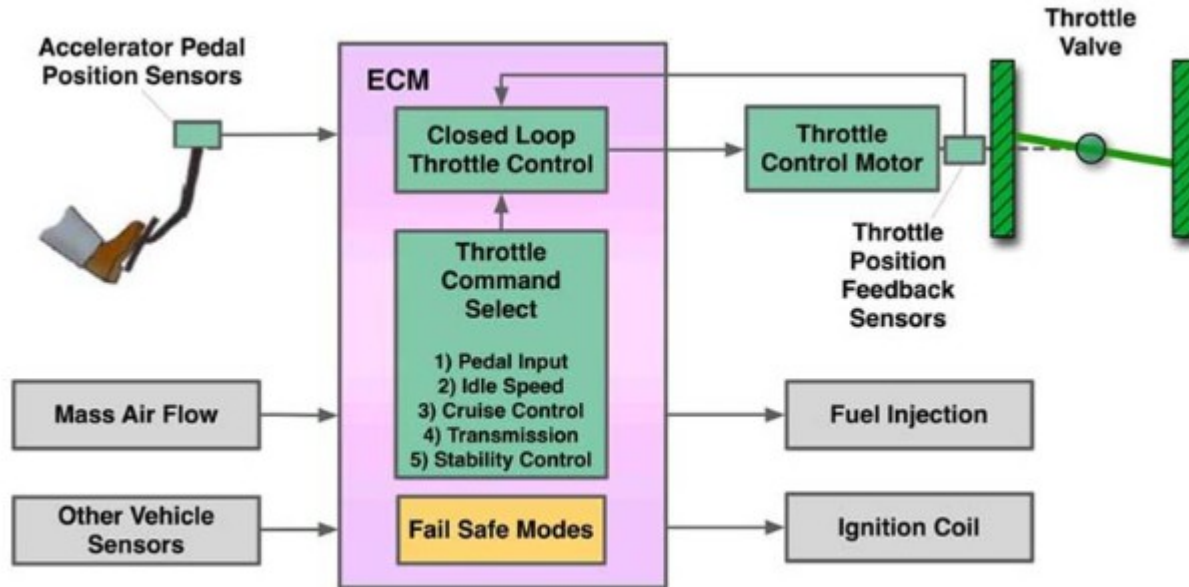 Accelerator Pedal
Position Sensors
ECM
Closed Loop
Throttle Control
Throttle
Control Motor
Throttle
Valve
Throttle
Position
Feedback
Sensors
Throttle
Command
Select
1) Pedal Input
2) Idle Speed
3) Cruise Control
4) Transmission
5) Stability Control
Mass Air Flow
Other Vehicle
Sensors
Fail Safe Modes
Fuel Injection
Ignition Coil